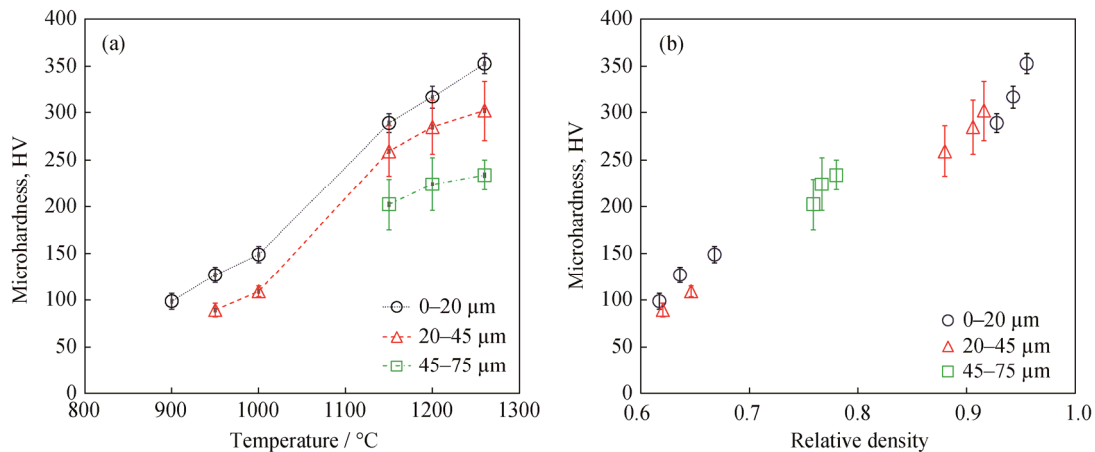 (a)
Microhardness, HV
400
350
300
250
200
150
100
50
0
800
900
1000
1100
1200
1300
Temperature / °C
0–20 µm
20–45 µm
45–75 µm
(b)
Microhardness, HV
400
350
300
250
200
150
100
50
0
0.6
0.7
0.8
0.9
1.0
Relative density
0–20 µm
20–45 µm
45–75 µm